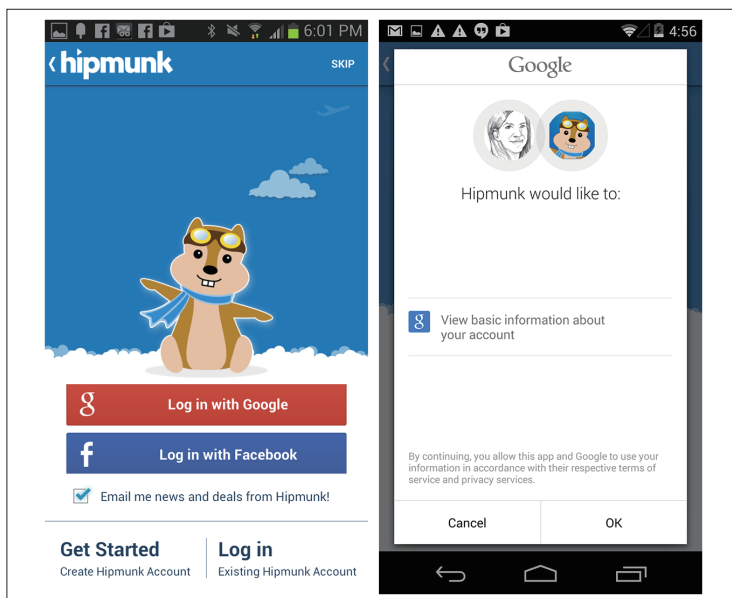 6:01 PM
hipmunk
SKIP
g Log in with Google
f Log in with Facebook
Email me news and deals from Hipmunk!
Get Started
Create Hipmunk Account
Log in
Existing Hipmunk Account
4:56
Google
Hipmunk would like to:
g View basic information about
your account
By continuing, you allow this app and Google to use your
information in accordance with their respective terms of
service and privacy services.
Cancel
OK